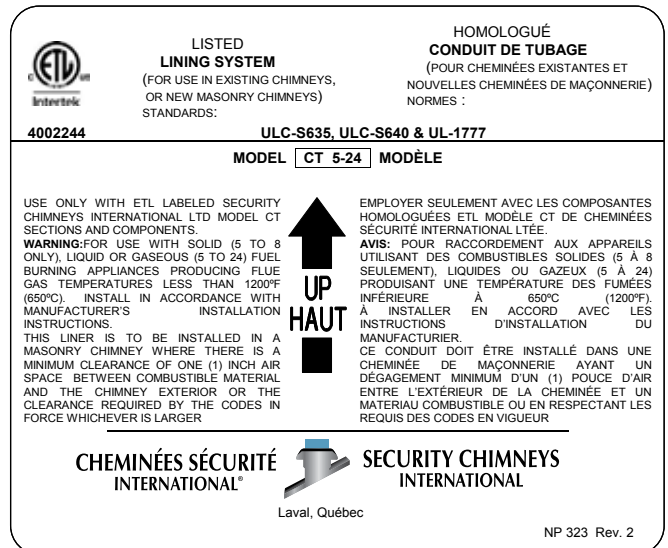 ETL
C US
Intertek
4002244
LISTED
LINING SYSTEM
(FOR USE IN EXISTING CHIMNEYS,
OR NEW MASONRY CHIMNEYS)
STANDARDS:
HOMOLOGUÉ
CONDUIT DE TUBAGE
(POUR CHEMINÉES EXISTANTES ET
NOUVELLES CHEMINÉES DE MAÇONNERIE)
NORMES :
ULC-S635, ULC-S640 & UL-1777
MODEL CT 5-24 MODÈLE
USE ONLY WITH ETL LABELED SECURITY
CHIMNEYS INTERNATIONAL LTD MODEL CT
SECTIONS AND COMPONENTS.
WARNING:FOR USE WITH SOLID (5 TO 8
ONLY), LIQUID OR GASEOUS (5 TO 24) FUEL
BURNING APPLIANCES PRODUCING FLUE
GAS TEMPERATURES LESS THAN 1200ºF
(650ºC). INSTALL IN ACCORDANCE WITH
MANUFACTURER'S INSTALLATION
INSTRUCTIONS.
THIS LINER IS TO BE INSTALLED IN A
MASONRY CHIMNEY WHERE THERE IS A
MINIMUM CLEARANCE OF ONE (1) INCH AIR
SPACE BETWEEN COMBUSTIBLE MATERIAL
AND THE CHIMNEY EXTERIOR OR THE
CLEARANCE REQUIRED BY THE CODES IN
FORCE WHICHEVER IS LARGER
UP
HAUT
EMPLOYER SEULEMENT AVEC LES COMPOSANTES
HOMOLOGUÉES ETL MODÈLE CT DE CHEMINÉES
SÉCURITÉ INTERNATIONAL LTÉE.
AVIS: POUR RACCORDEMENT AUX APPAREILS
UTILISANT DES COMBUSTIBLES SOLIDES (5 À 8
SEULEMENT), LIQUIDES OU GAZEUX (5 À 24)
PRODUISANT UNE TEMPÉRATURE DES FUMÉES
INFÉRIEURE À 650ºC (1200ºF).
À INSTALLER EN ACCORD AVEC LES
INSTRUCTIONS D'INSTALLATION DU
MANUFACTURIER.
CE CONDUIT DOIT ÊTRE INSTALLÉ DANS UNE
CHEMINÉE DE MAÇONNERIE AYANT UN
DÉGAGEMENT MINIMUM D'UN (1) POUCE D'AIR
ENTRE L'EXTÉRIEUR DE LA CHEMINÉE ET UN
MATERIAU COMBUSTIBLE OU EN RESPECTANT LES
REQUIS DES CODES EN VIGUEUR
CHEMINÉES SÉCURITÉ
INTERNATIONAL®
SECURITY CHIMNEYS
INTERNATIONAL
Laval, Québec
NP 323 Rev. 2